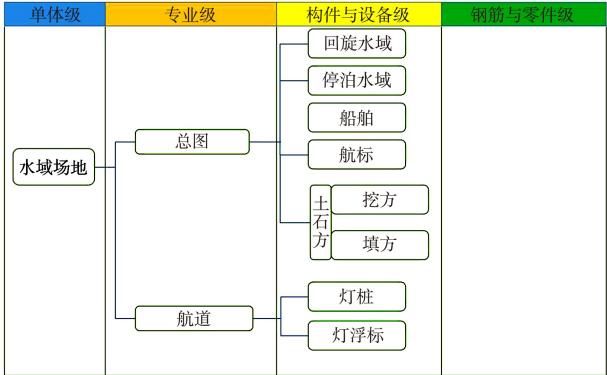 单体级 专业级 构件与设备级 钢筋与零件级
回旋水域
停泊水域
船舶
总图
航标
水域场地
土石方
挖方
填方
灯桩
航道
灯浮标